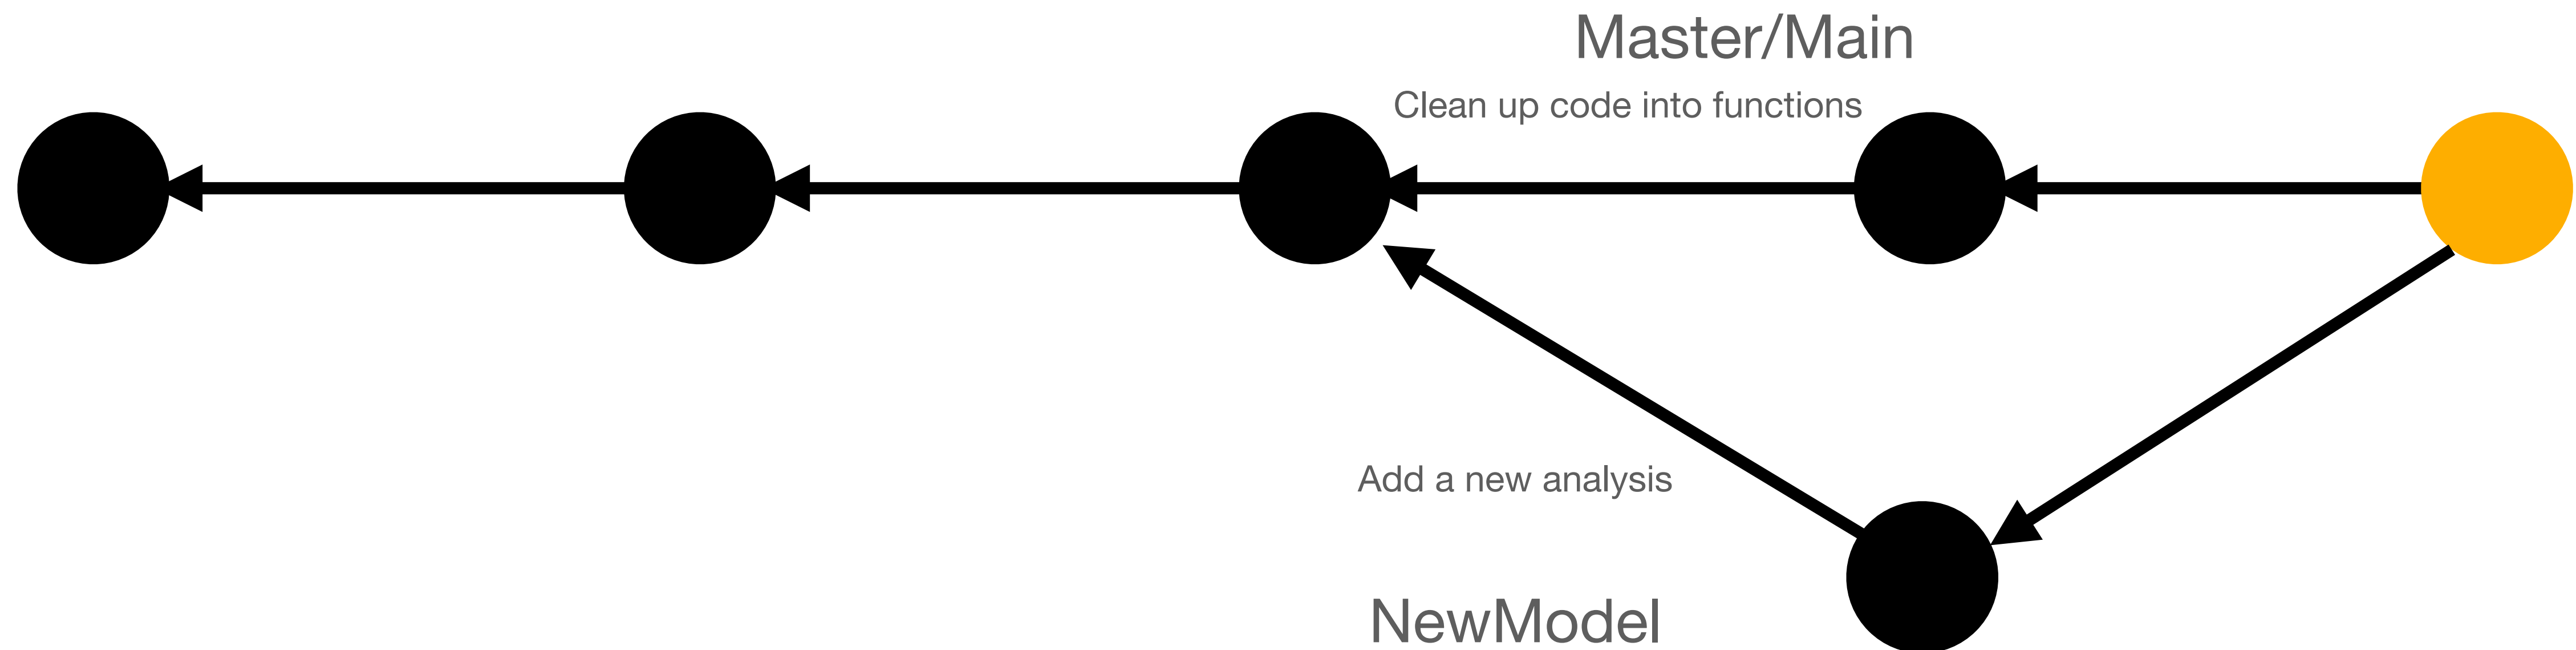 Master/Main
Clean up code into functions
Add a new analysis
NewModel